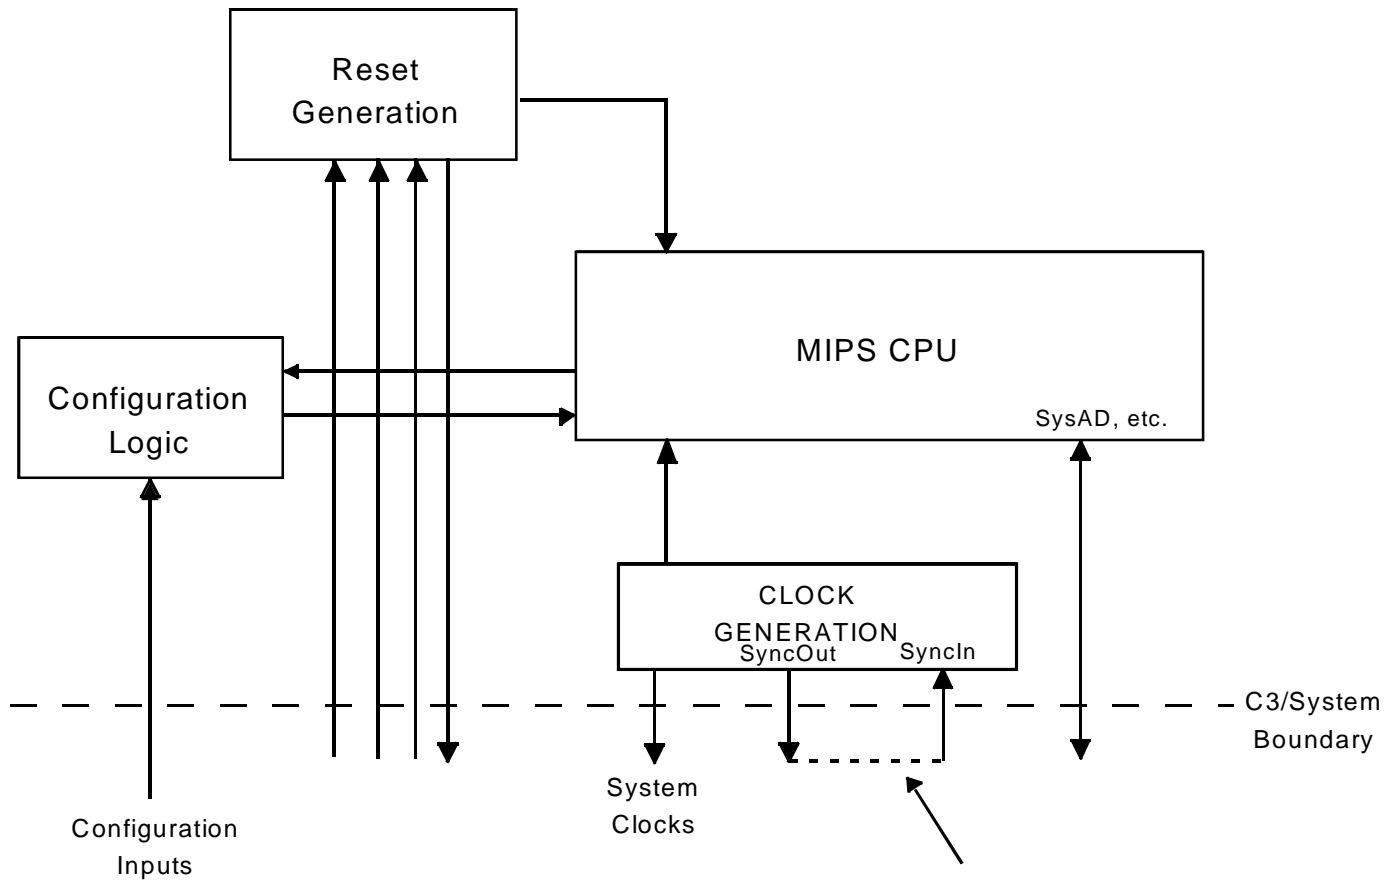 Reset
Generation
MIPS CPU
SysAD, etc.
Configuration
Logic
CLOCK
GENERATION
SyncOut
SyncIn
C3/System
Boundary
System
Clocks
Configuration
Inputs